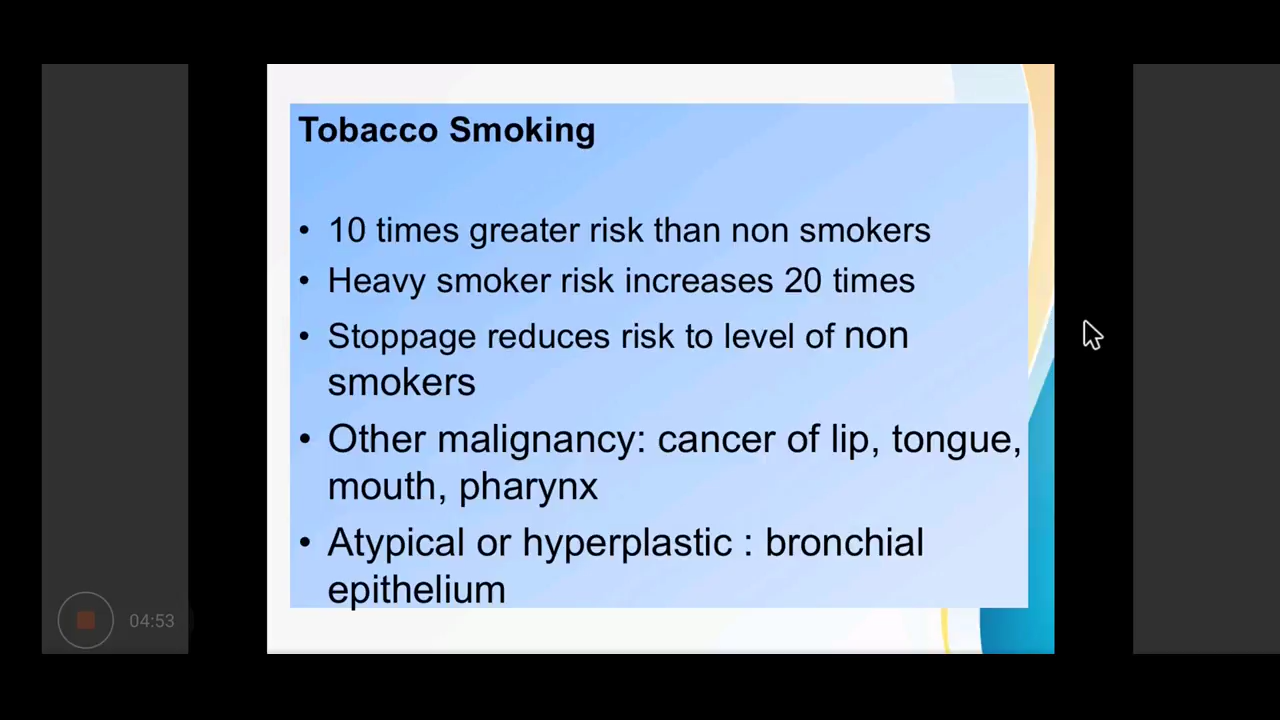 Tobacco Smoking
• 10 times greater risk than non smokers
• Heavy smoker risk increases 20 times
• Stoppage reduces risk to level of non
smokers
• Other malignancy: cancer of lip, tongue,
mouth, pharynx
• Atypical or hyperplastic : bronchial
epithelium
04:53